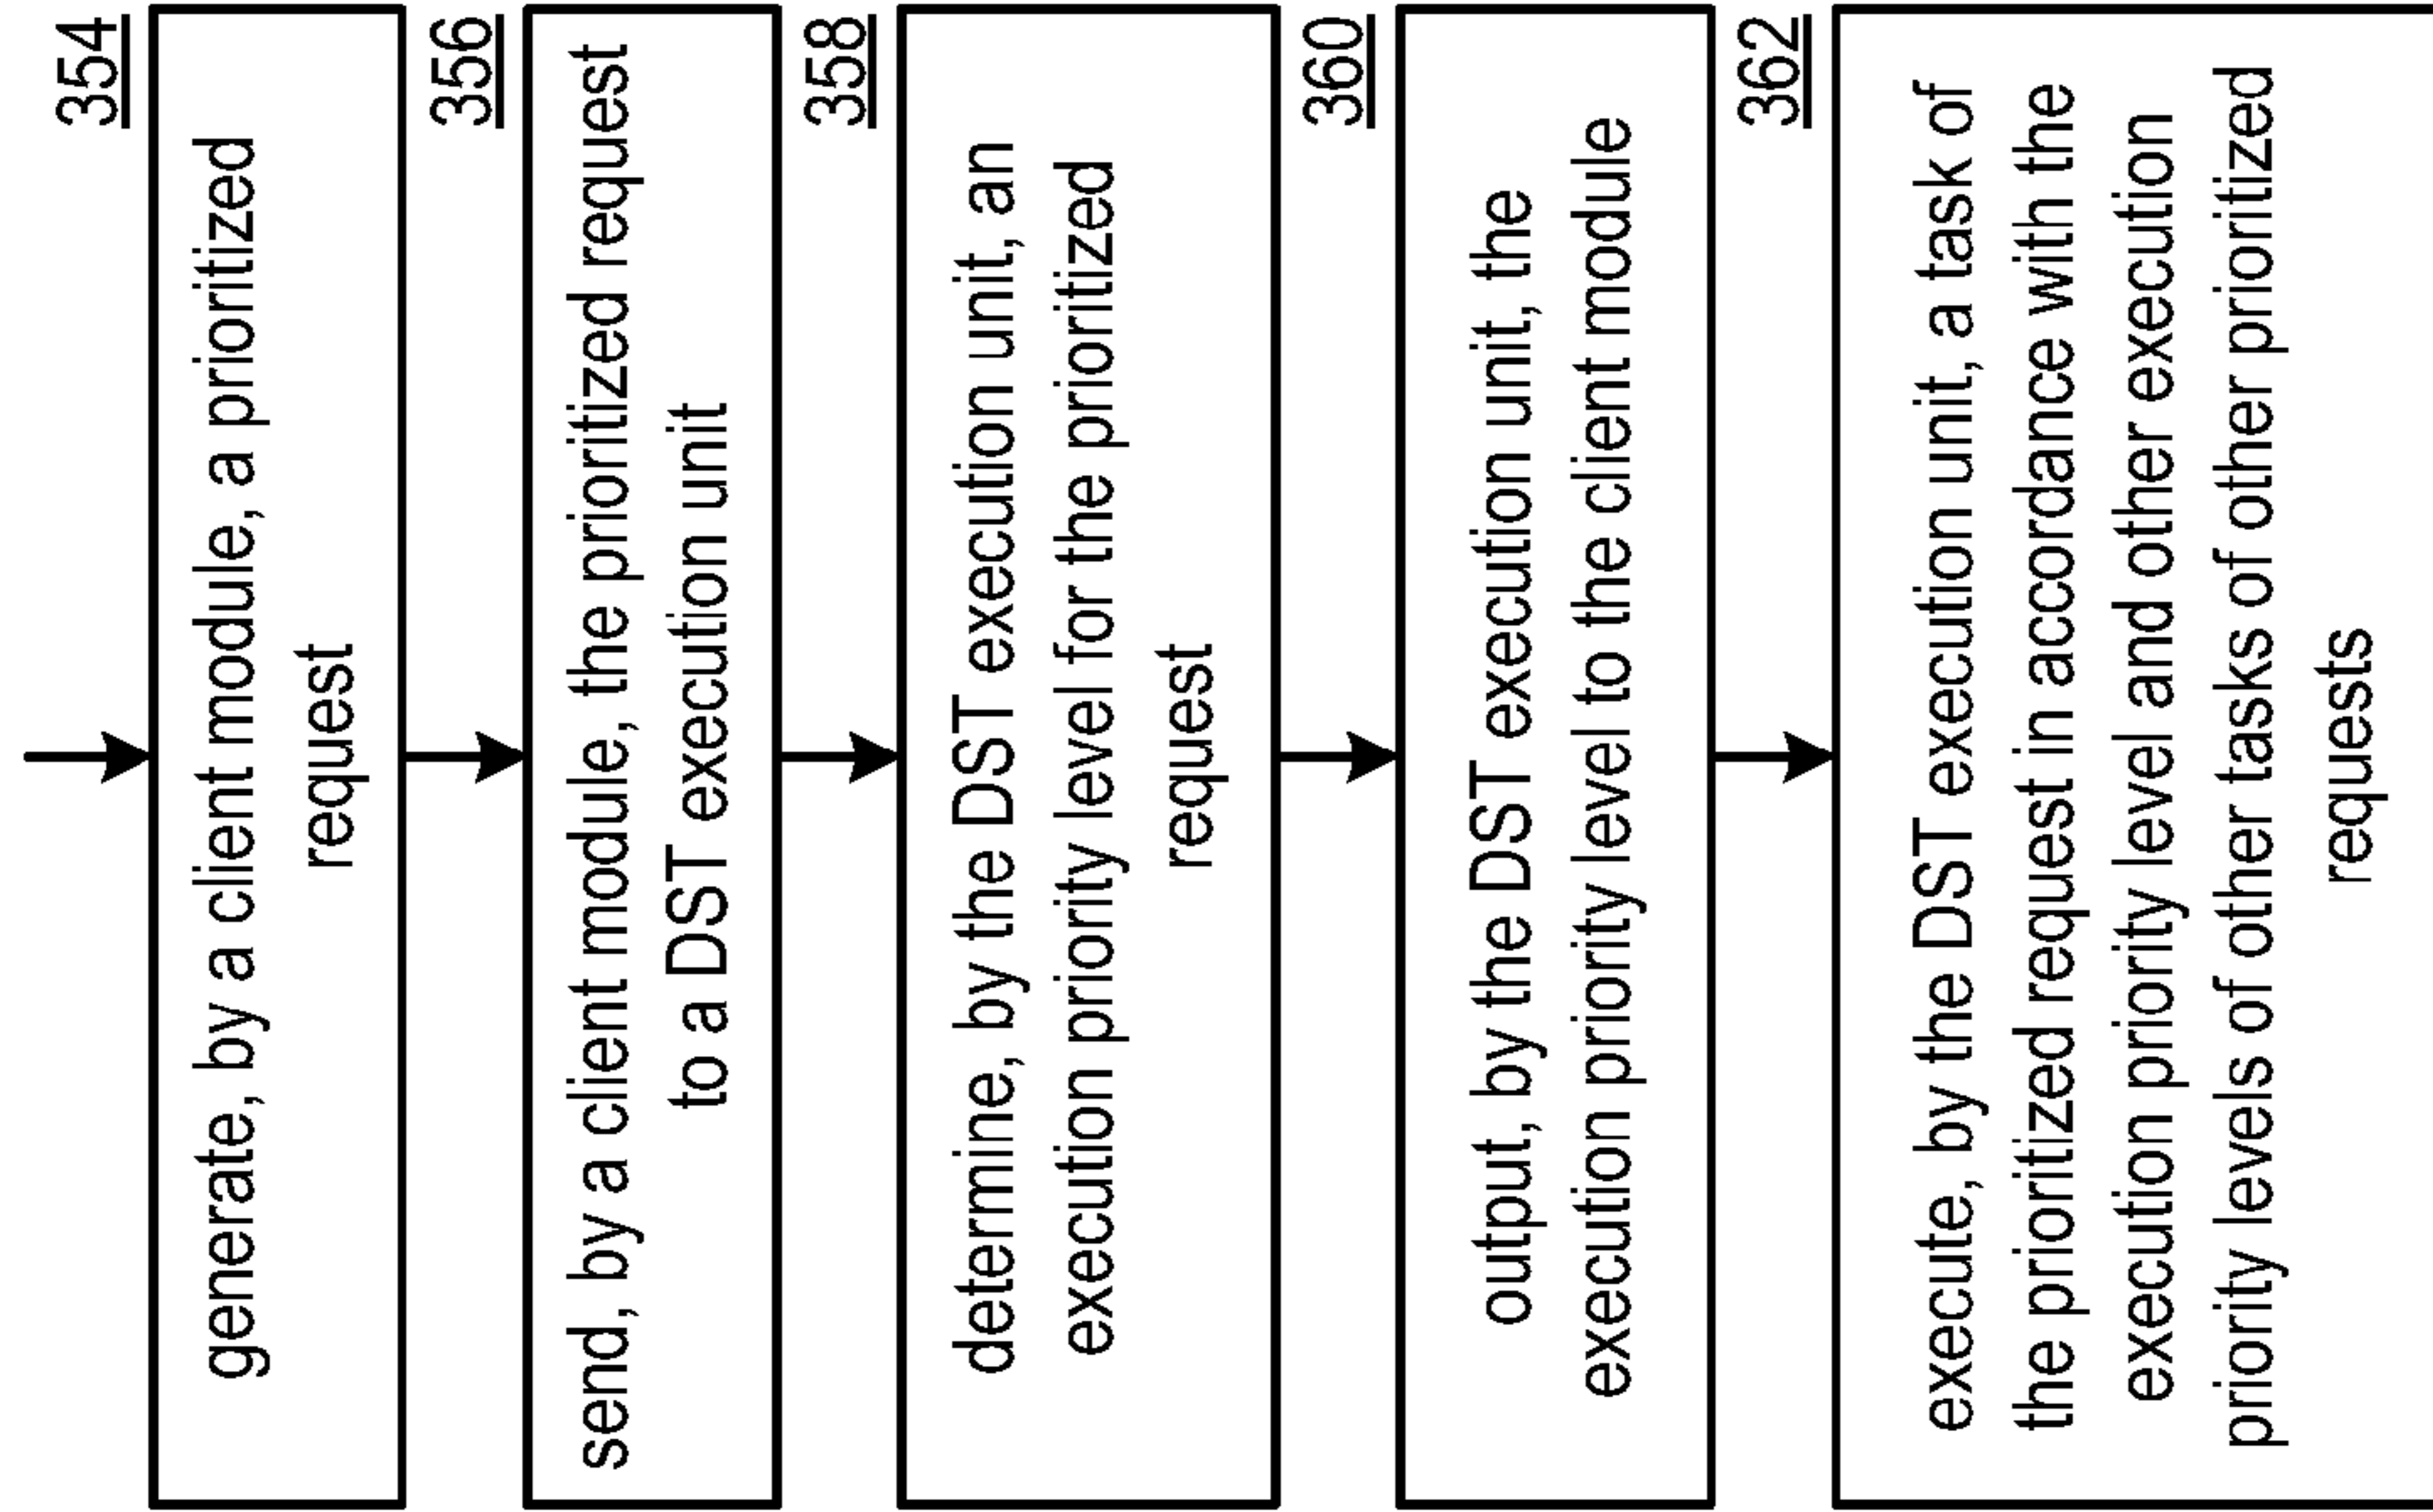 354
generate, by a client module, a prioritized
request
356
send, by a client module, the prioritized request
to a DST execution unit
358
determine, by the DST execution unit, an
execution priority level for the prioritized
request
360
output, by the DST execution unit, the
execution priority level to the client module
362
execute, by the DST execution unit, a task of
the prioritized request in accordance with the
execution priority level and other execution
priority levels of other tasks of other prioritized
requests